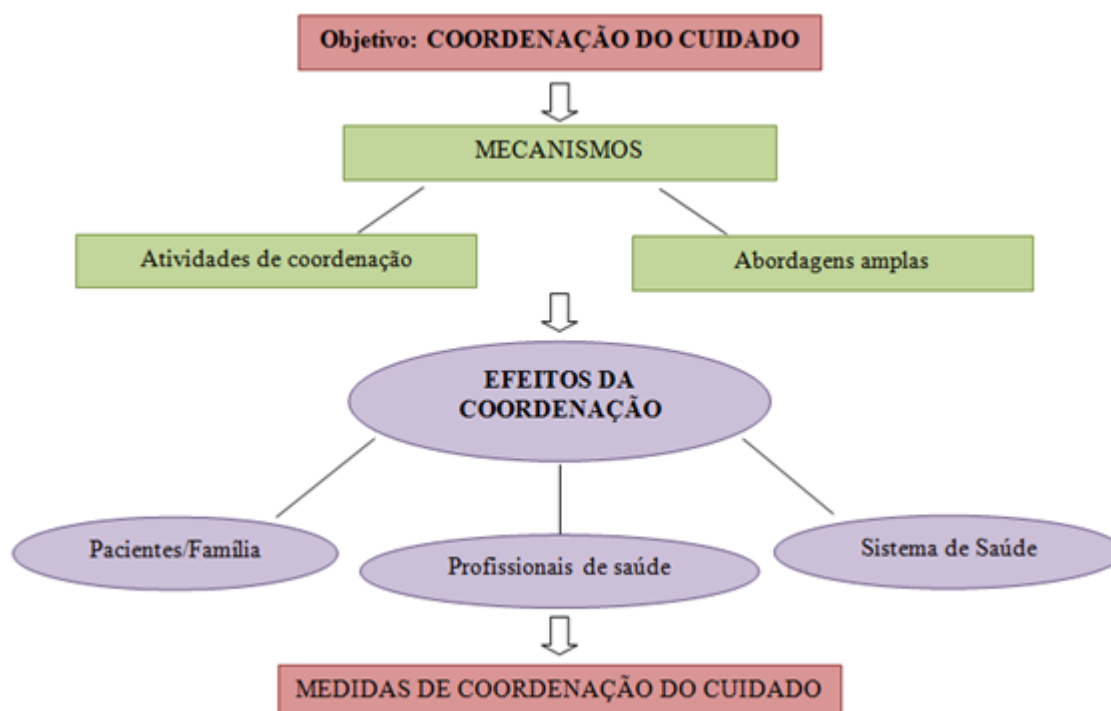 Objetivo: COORDENAÇÃO DO CUIDADO
MECANISMOS
Atividades de coordenação
Abordagens amplas
EFEITOS DA
COORDENAÇÃO
Pacientes/Família
Profissionais de saúde
Sistema de Saúde
MEDIDAS DE COORDENAÇÃO DO CUIDADO